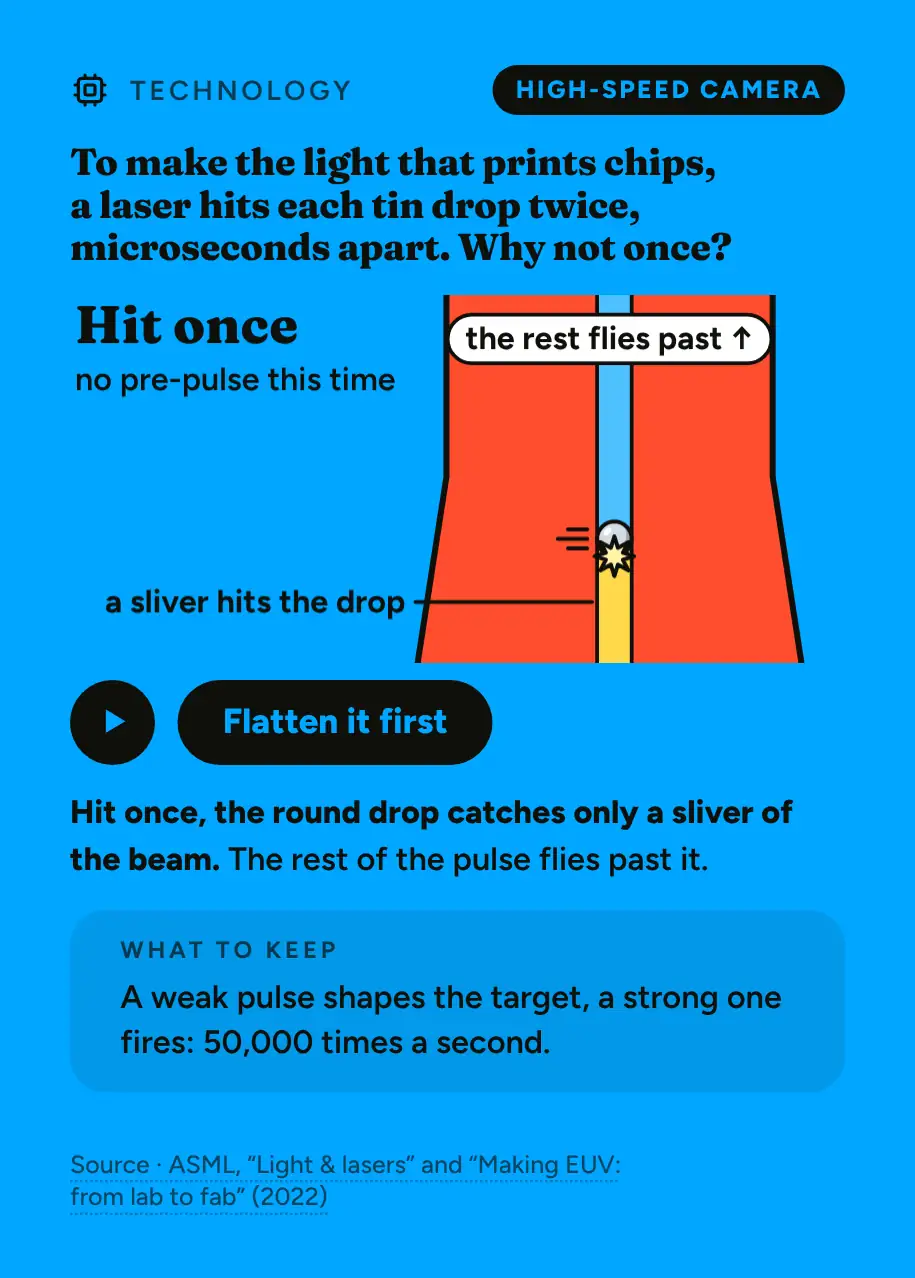 TECHNOLOGY
HIGH-SPEED CAMERA
To make the light that prints chips,
a laser hits each tin drop twice,
microseconds apart. Why not once?
Hit once
no pre-pulse this time
the rest flies past ↑
a sliver hits the drop
Flatten it first
Hit once, the round drop catches only a sliver of
the beam. The rest of the pulse flies past it.
WHAT TO KEEP
A weak pulse shapes the target, a strong one
fires: 50,000 times a second.
Source · ASML, “Light & lasers” and “Making EUV:
from lab to fab” (2022)